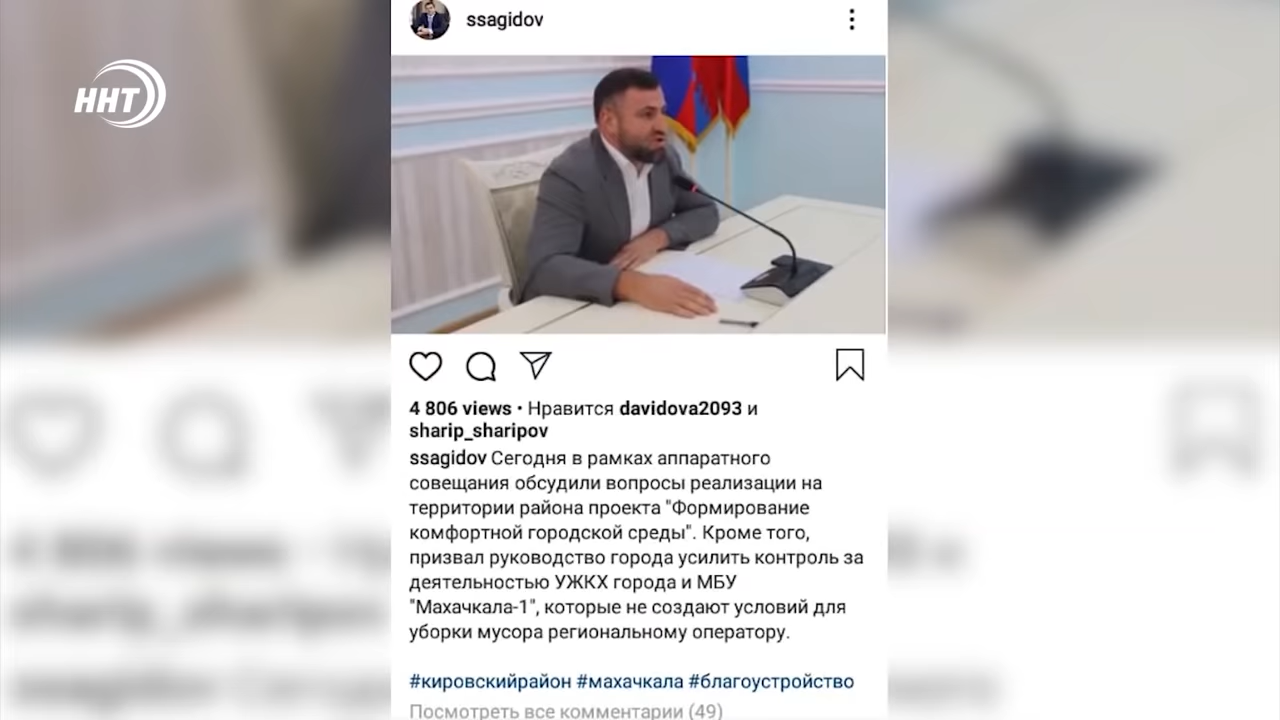 ssagidov
ННТ
4 806 views • Нравится davidova2093 и
sharip_sharipov
ssagidov Сегодня в рамках аппаратного
совещания обсудили вопросы реализации на
территории района проекта "Формирование
комфортной городской среды". Кроме того,
призвал руководство города усилить контроль за
деятельностью УЖКХ города и МБУ
"Махачкала-1", которые не создают условий для
уборки мусора региональному оператору.
#кировскийрайон #махачкала #благоустройство
Посмотреть все комментарии (49)